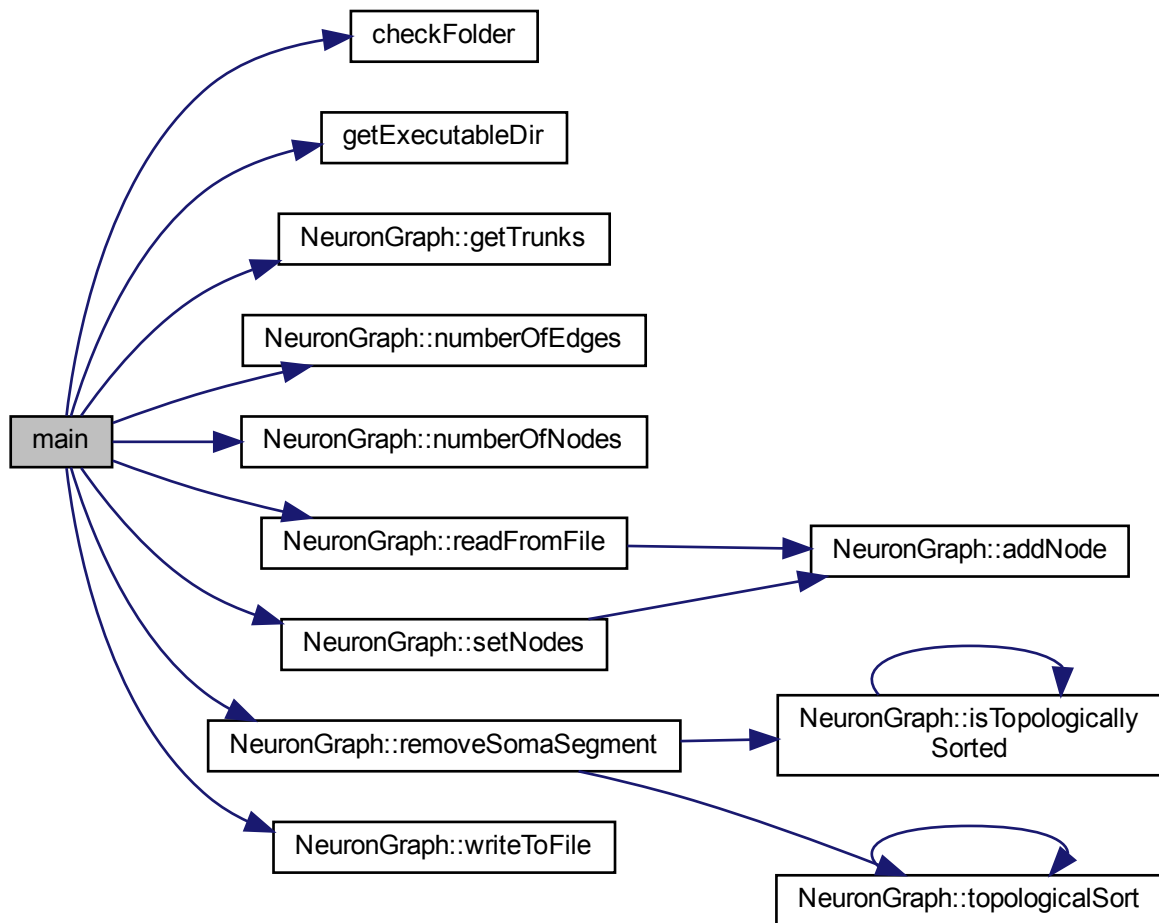 checkFolder
getExecutableDir
NeuronGraph::getTrunks
NeuronGraph::numberOfEdges
main
NeuronGraph::numberOfNodes
NeuronGraph::readFromFile
NeuronGraph::addNode
NeuronGraph::setNodes
NeuronGraph::removeSomaSegment
NeuronGraph::isTopologically
Sorted
NeuronGraph::writeToFile
NeuronGraph::topologicalSort